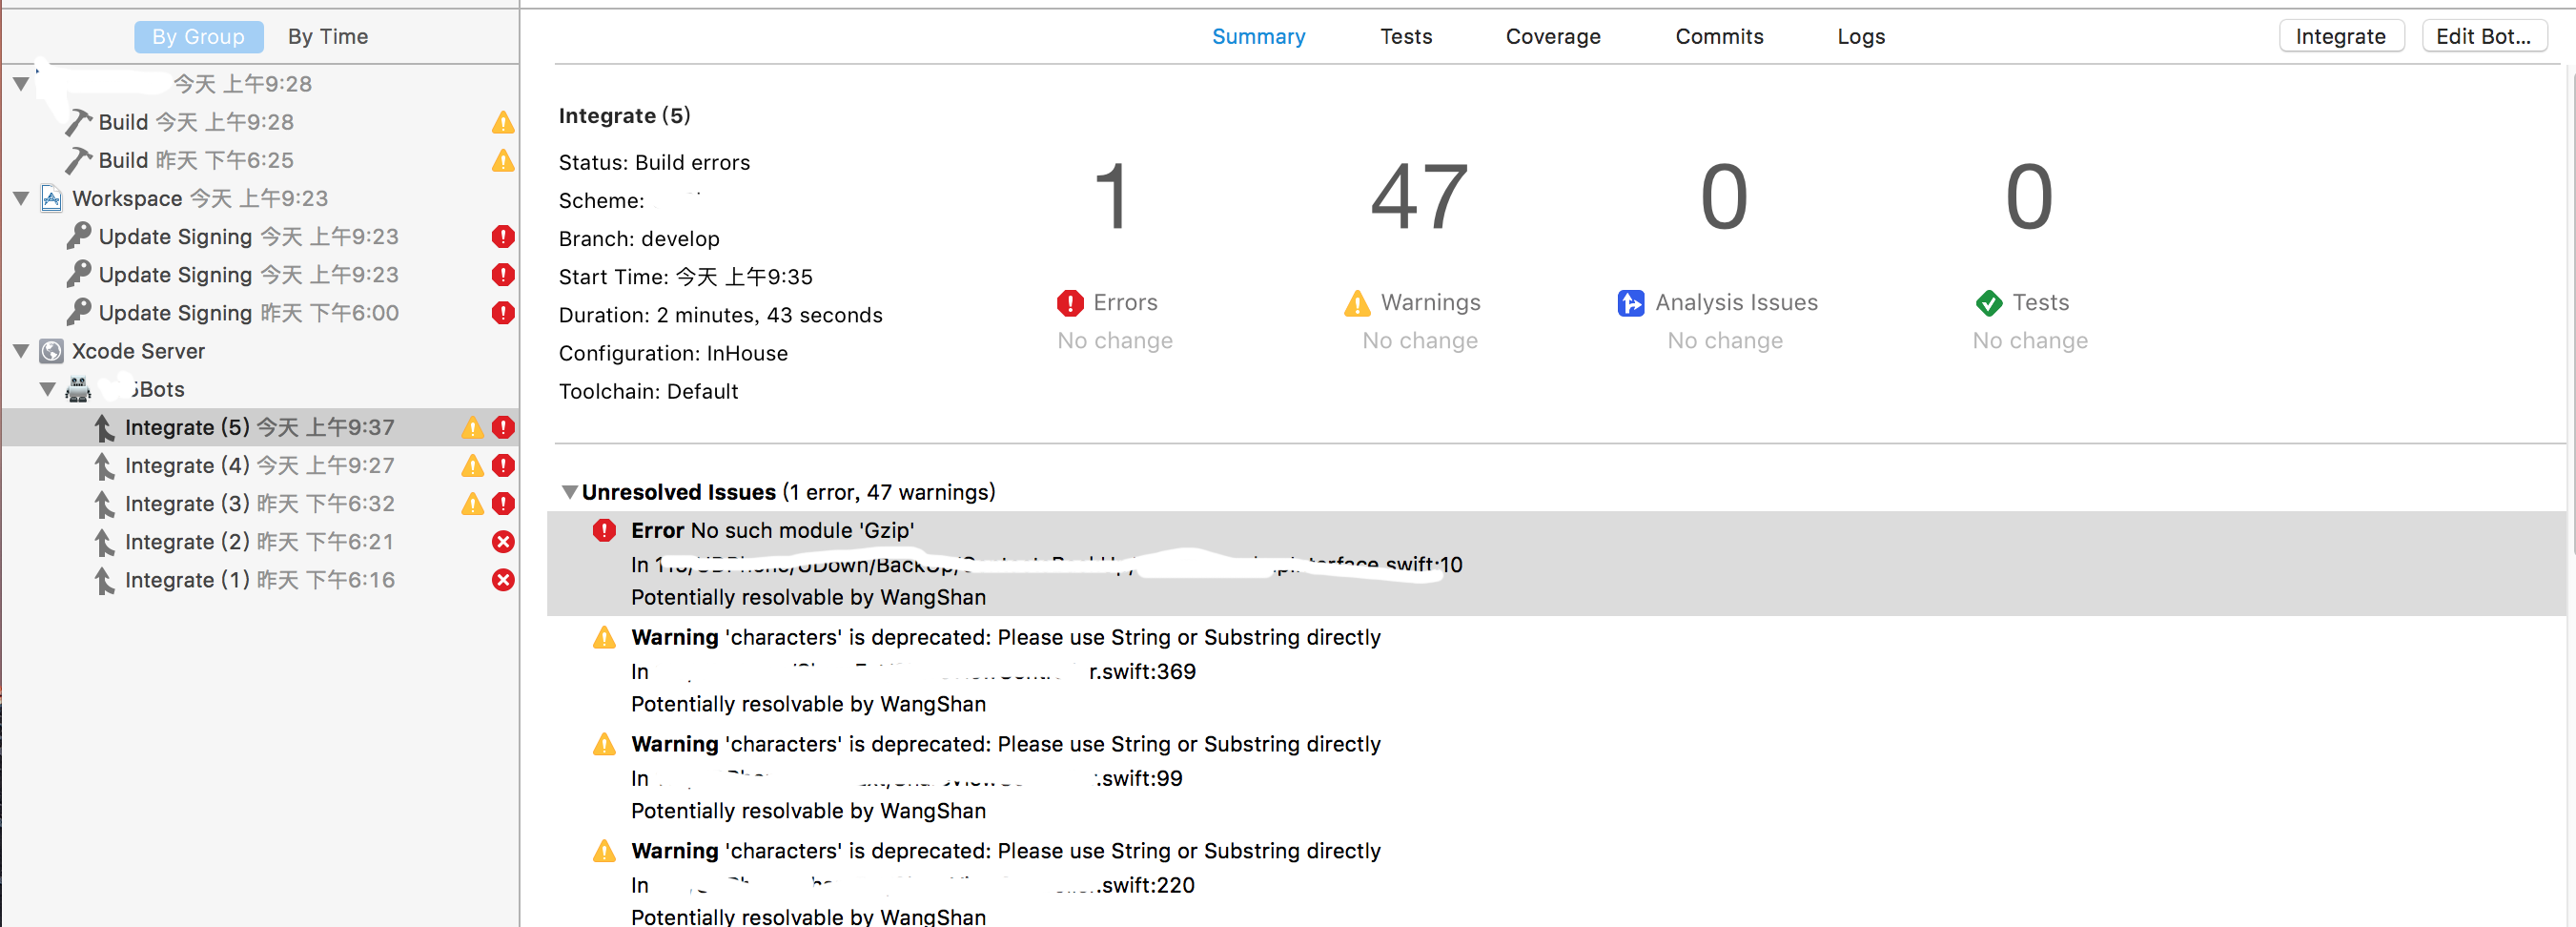 By Group By Time
今天 上午9:28
Build 今天 上午9:28
Build 昨天 下午6:25
Workspace 今天 上午9:23
Update Signing 今天 上午9:23
Update Signing 今天 上午9:23
Update Signing 昨天 下午6:00
Xcode Server
5Bots
Integrate (5) 今天 上午9:37
Integrate (4) 今天 上午9:27
Integrate (3) 昨天 下午6:32
Integrate (2) 昨天 下午6:21
Integrate (1) 昨天 下午6:16
Summary Tests Coverage Commits Logs Integrate Edit Bot...
Integrate (5)
Status: Build errors
Scheme:
Branch: develop
Start Time: 今天 上午9:35
Duration: 2 minutes, 43 seconds
Configuration: InHouse
Toolchain: Default
1 47 0 0
Errors Warnings Analysis Issues Tests
No change No change No change No change
Unresolved Issues (1 error, 47 warnings)
Error No such module 'Gzip'
In /UDown/BackUp/ .swift:10
Potentially resolvable by WangShan
Warning 'characters' is deprecated: Please use String or Substring directly
In r.swift:369
Potentially resolvable by WangShan
Warning 'characters' is deprecated: Please use String or Substring directly
In .swift:99
Potentially resolvable by WangShan
Warning 'characters' is deprecated: Please use String or Substring directly
In .swift:220
Potentially resolvable by WangShan